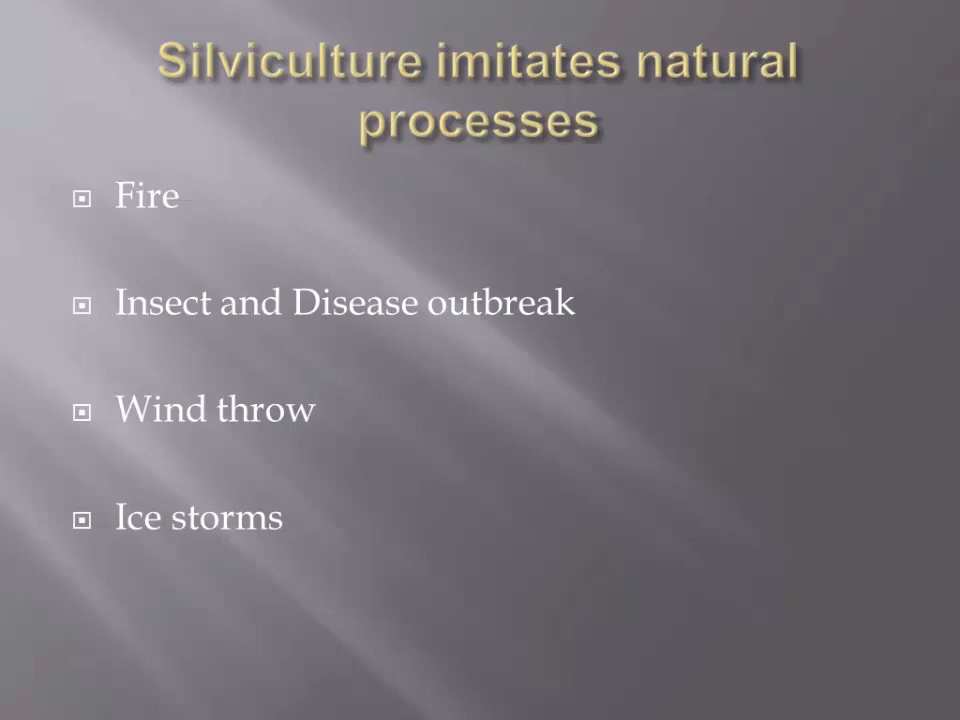 Silviculture imitates natural
processes
Fire
Insect and Disease outbreak
Wind throw
Ice storms